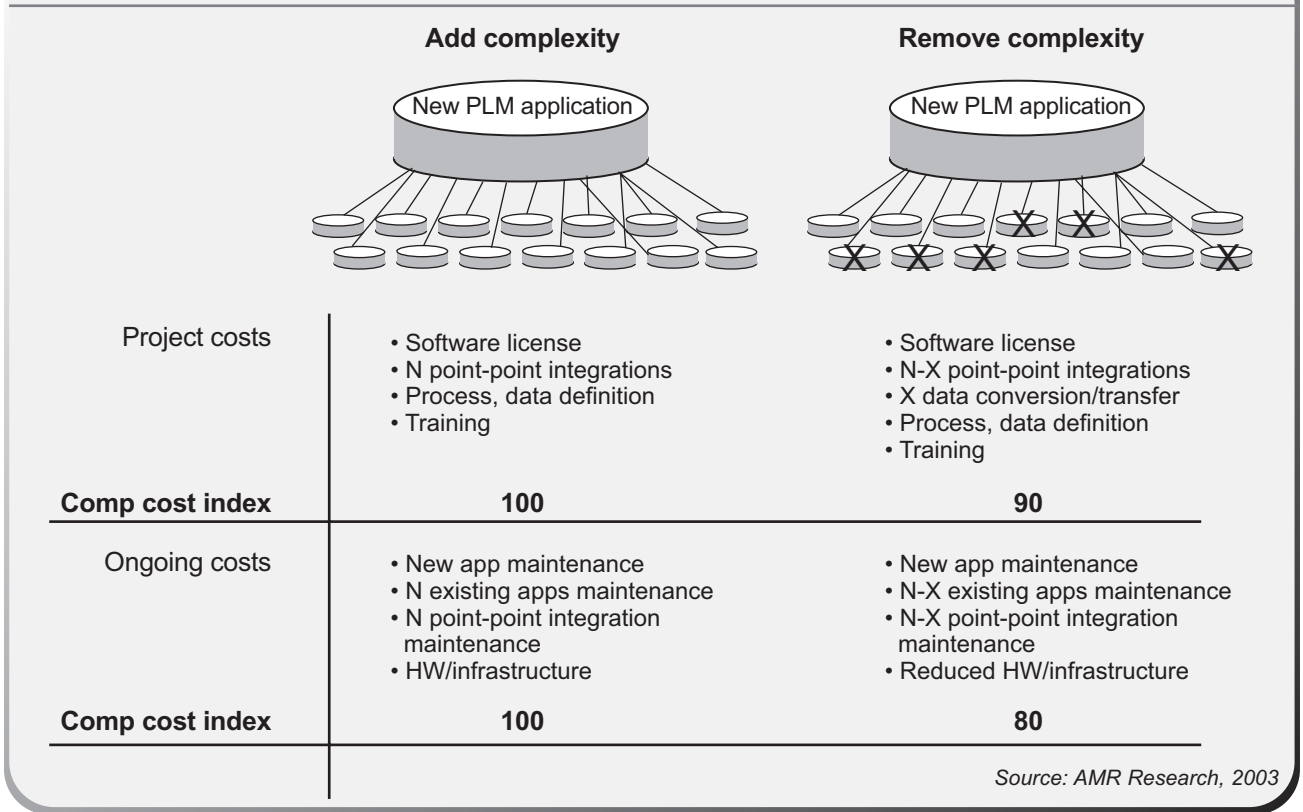 Add complexity
Remove complexity
New PLM application
New PLM application
X X
X X X X
Project costs
• Software license
• N point-point integrations
• Process, data definition
• Training
• Software license
• N-X point-point integrations
• X data conversion/transfer
• Process, data definition
• Training
Comp cost index
100
90
Ongoing costs
• New app maintenance
• N existing apps maintenance
• N point-point integration
maintenance
• HW/infrastructure
• New app maintenance
• N-X existing apps maintenance
• N-X point-point integration
maintenance
• Reduced HW/infrastructure
Comp cost index
100
80
Source: AMR Research, 2003